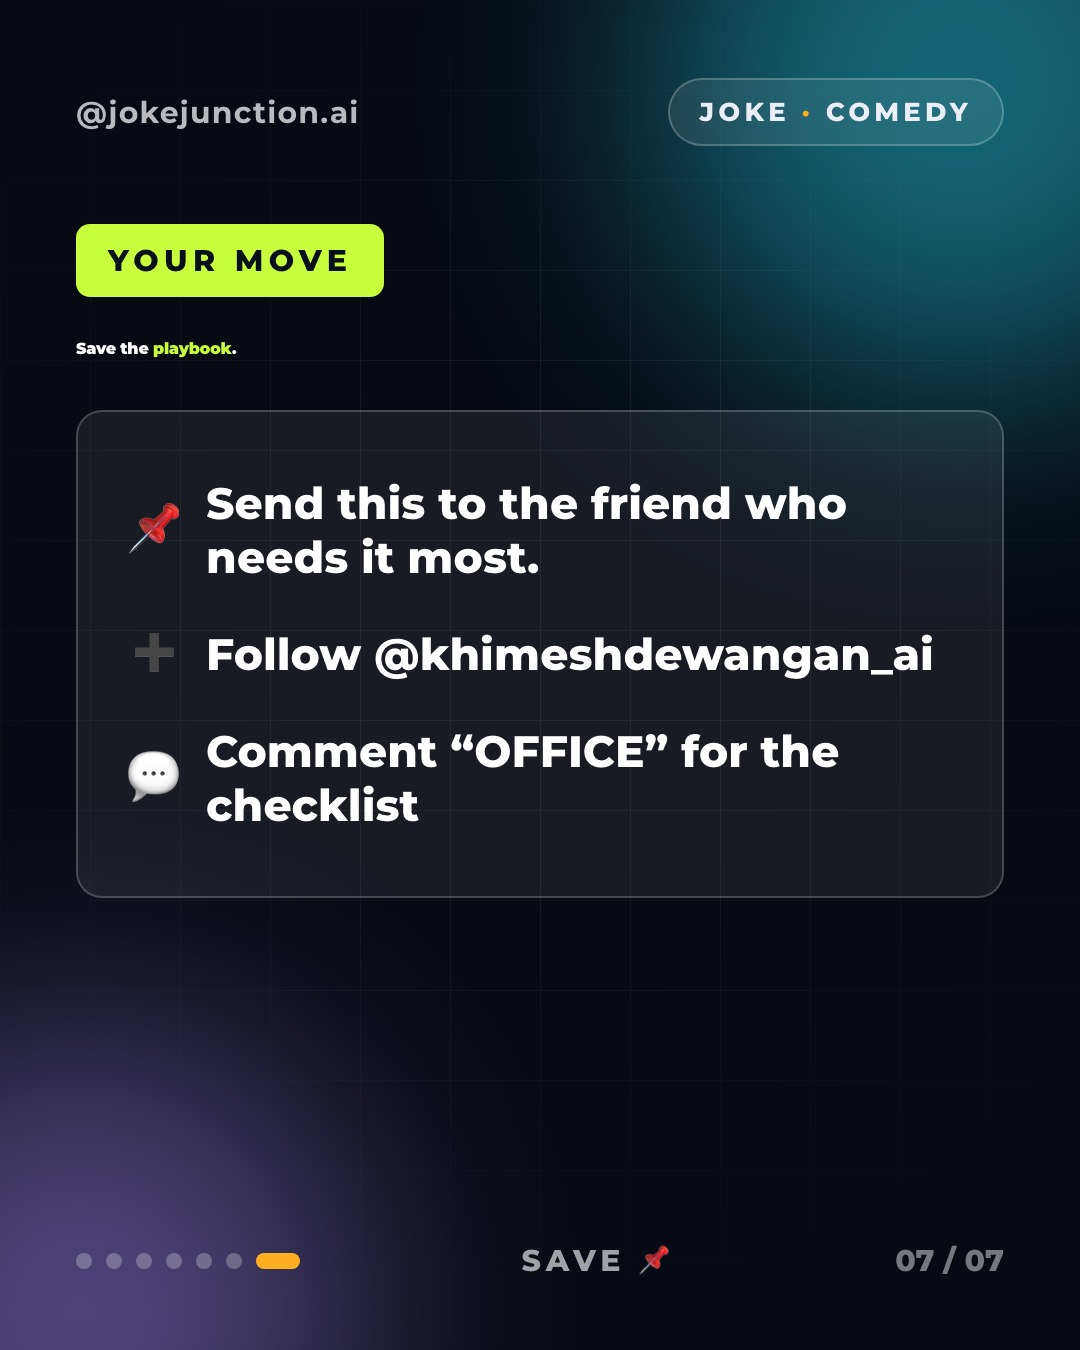 @jokejunction.ai
JOKE • COMEDY
YOUR MOVE
Save the playbook.
📌 Send this to the friend who
needs it most.
➕ Follow @khimeshdewangan_ai
💬 Comment “OFFICE” for the
checklist
SAVE 📌
07 / 07